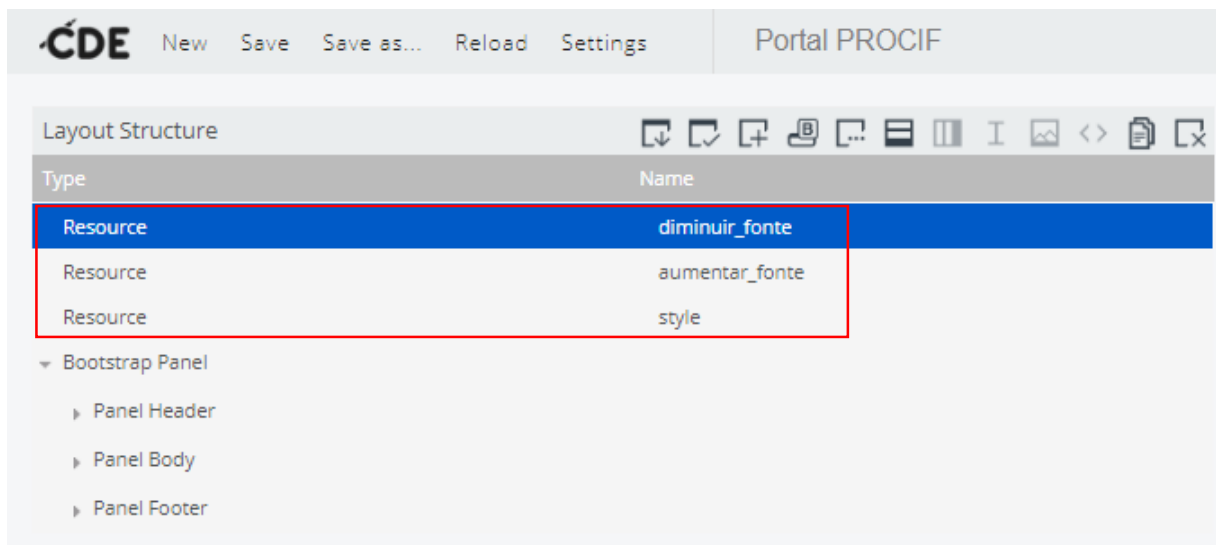 CDE New Save Save as... Reload Settings Portal PROCIF
Layout Structure
Type Name
Resource diminuir_fonte
Resource aumentar_fonte
Resource style
Bootstrap Panel
Panel Header
Panel Body
Panel Footer